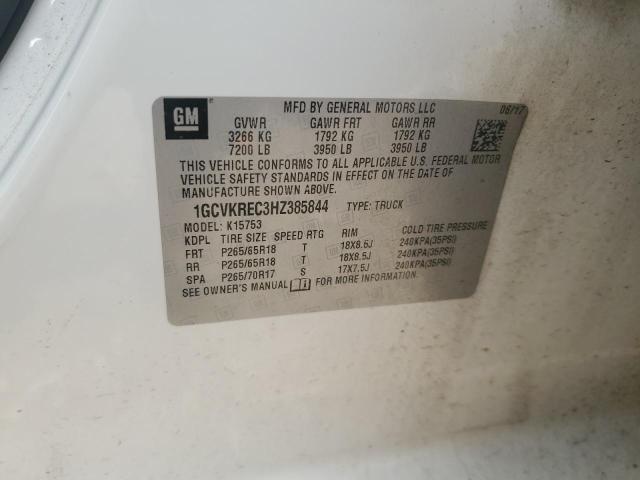 GM
MFD BY GENERAL MOTORS LLC 06/17
GVWR GAWR FRT GAWR RR
3266 KG 1792 KG 1792 KG
7200 LB 3950 LB 3950 LB
THIS VEHICLE CONFORMS TO ALL APPLICABLE U.S. FEDERAL MOTOR
VEHICLE SAFETY STANDARDS IN EFFECT ON THE DATE OF
MANUFACTURE SHOWN ABOVE.
1GCVKREC3HZ385844 TYPE: TRUCK
MODEL: K15753
KDPL TIRE SIZE SPEED RTG RIM COLD TIRE PRESSURE
FRT P265/65R18 T 18X8.5J 240KPA(35PSI)
RR P265/65R18 T 18X8.5J 240KPA(35PSI)
SPA P265/70R17 S 17X7.5J 240KPA(35PSI)
SEE OWNER'S MANUAL FOR MORE INFORMATION.